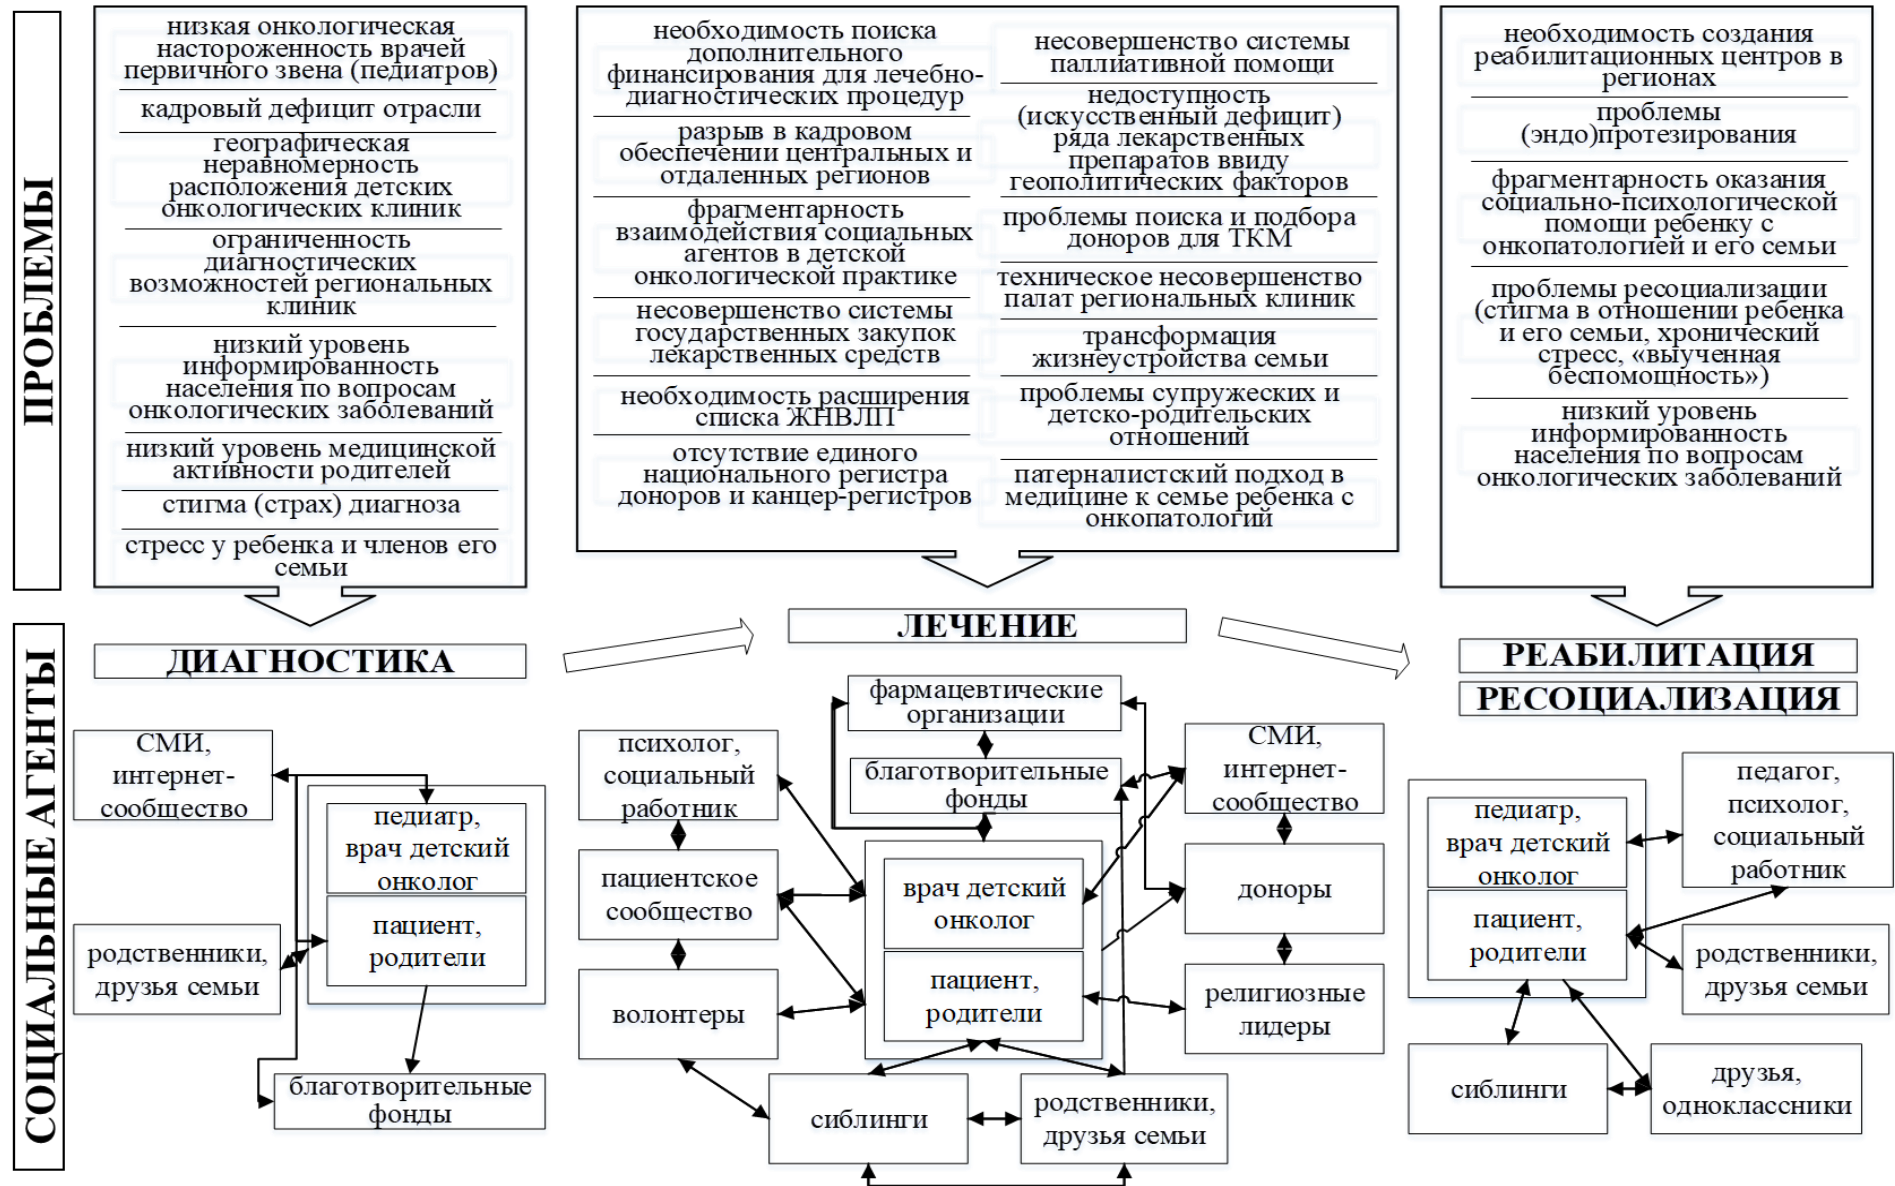 ПРОБЛЕМЫ
низкая онкологическая
настороженность врачей
первичного звена (педиатров)
кадровый дефицит отрасли
географическая
неравномерность
расположения детских
онкологических клиник
ограниченность
диагностических
возможностей региональных
клиник
низкий уровень
информированность
населения по вопросам
онкологических заболеваний
низкий уровень медицинской
активности родителей
стигма (страх) диагноза
стресс у ребенка и членов его
семьи
необходимость поиска
дополнительного
финансирования для лечебно-
диагностических процедур
разрыв в кадровом
обеспечении центральных и
отдаленных регионов
фрагментарность
взаимодействия социальных
агентов в детской
онкологической практике
несовершенство системы
государственных закупок
лекарственных средств
необходимость расширения
списка ЖНВЛП
отсутствие единого
национального регистра
доноров и канцер-регистров
несовершенство системы
паллиативной помощи
недоступность
(искусственный дефицит)
ряда лекарственных
препаратов ввиду
геополитических факторов
проблемы поиска и подбора
доноров для ТКМ
техническое несовершенство
палат региональных клиник
трансформация
жизнеустройства семьи
проблемы супружеских и
детско-родительских
отношений
патерналистский подход в
медицине к семье ребенка с
онкопатологий
необходимость создания
реабилитационных центров в
регионах
проблемы
(эндо)протезирования
фрагментарность оказания
социально-психологической
помощи ребенку с
онкопатологией и его семьи
проблемы ресоциализации
(стигма в отношении ребенка
и его семьи, хронический
стресс, «выученная
беспомощность»)
низкий уровень
информированность
населения по вопросам
онкологических заболеваний
СОЦИАЛЬНЫЕ АГЕНТЫ
ДИАГНОСТИКА
СМИ,
интернет-
сообщество
педиатр,
врач детский
онколог
пациент,
родители
родственники,
друзья семьи
благотворительные
фонды
ЛЕЧЕНИЕ
фармацевтические
организации
благотворительные
фонды
психолог,
социальный
работник
пациентское
сообщество
волонтеры
врач детский
онколог
пациент,
родители
СМИ,
интернет-
сообщество
доноры
религиозные
лидеры
сиблинги
родственники,
друзья семьи
РЕАБИЛИТАЦИЯ
РЕСОЦИАЛИЗАЦИЯ
педиатр,
врач детский
онколог
пациент,
родители
педагог,
психолог,
социальный
работник
родственники,
друзья семьи
сиблинги
друзья,
одноклассники